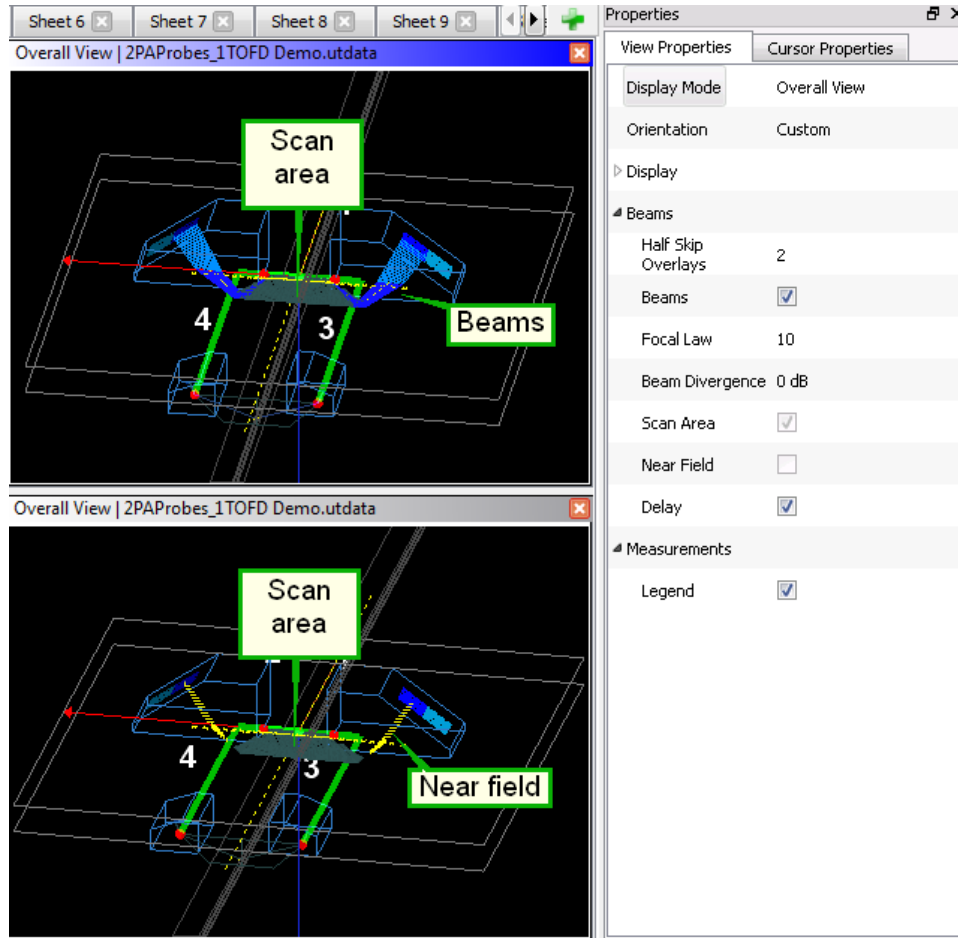 Sheet 6
Sheet 7
Sheet 8
Sheet 9
Overall View | 2PAProbes_1TOFD Demo.utdata
Scan
area
4
3
Beams
Overall View | 2PAProbes_1TOFD Demo.utdata
Scan
area
4
3
Near field
Properties
View Properties
Cursor Properties
Display Mode Overall View
Orientation Custom
Display
Beams
Half Skip
Overlays 2
Beams
Focal Law 10
Beam Divergence 0 dB
Scan Area
Near Field
Delay
Measurements
Legend